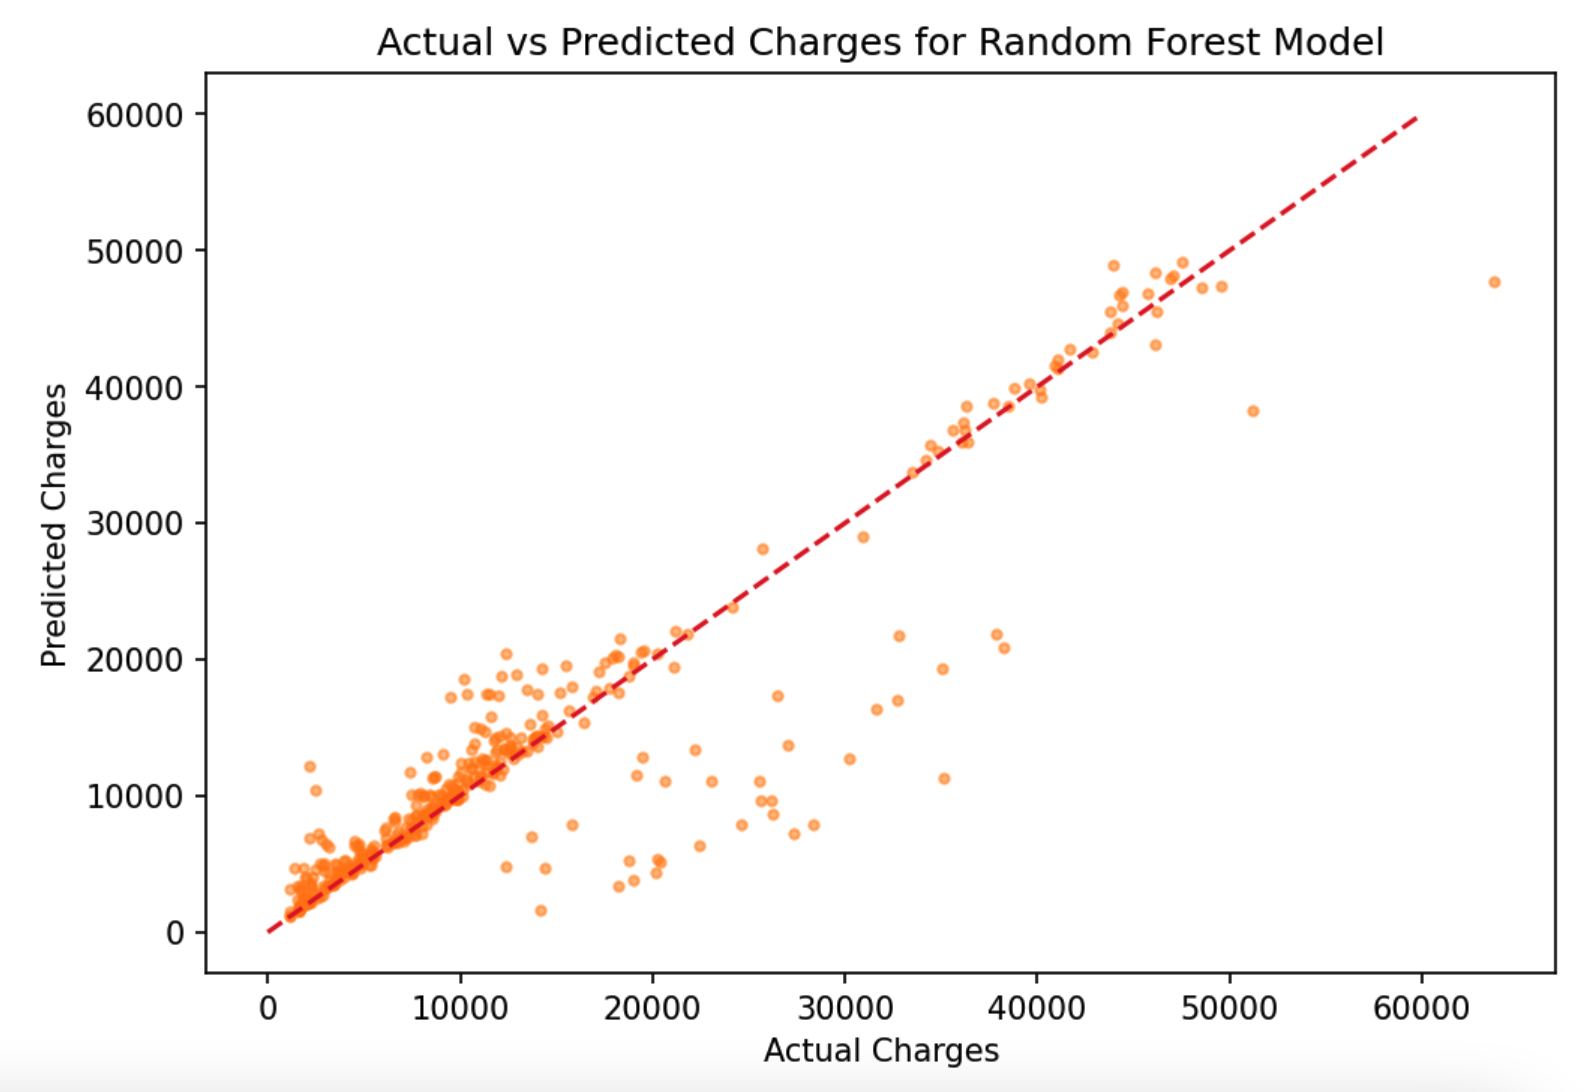 Actual vs Predicted Charges for Random Forest Model
60000
50000
40000
30000
20000
10000
0
Predicted Charges
0 10000 20000 30000 40000 50000 60000
Actual Charges